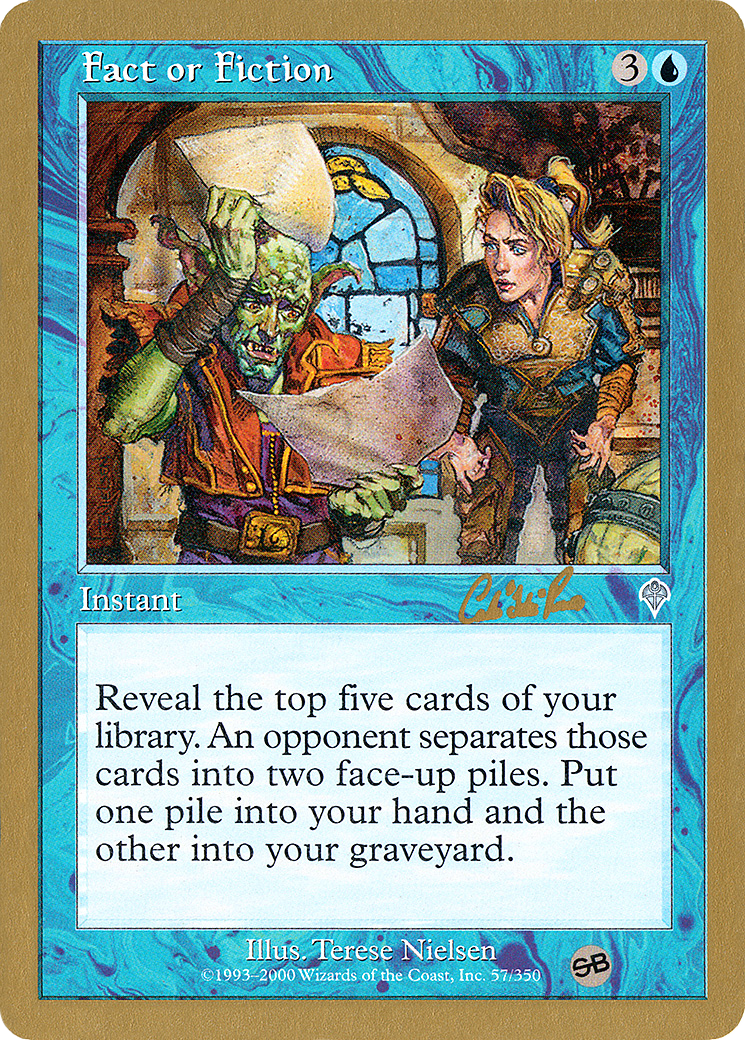 Fact or Fiction 3
Instant
Reveal the top five cards of your
library. An opponent separates those
cards into two face-up piles. Put
one pile into your hand and the
other into your graveyard.
Illus. Terese Nielsen
©1993–2000 Wizards of the Coast, Inc. 57/350
SB